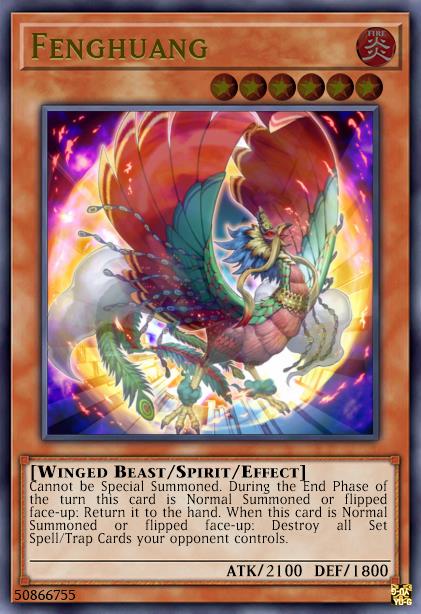 FENGHUANG
FIRE
炎
[WINGED BEAST/SPIRIT/EFFECT]
Cannot be Special Summoned. During the End Phase of
the turn this card is Normal Summoned or flipped
face-up: Return it to the hand. When this card is Normal
Summoned or flipped face-up: Destroy all Set
Spell/Trap Cards your opponent controls.
ATK/2100 DEF/1800
50866755